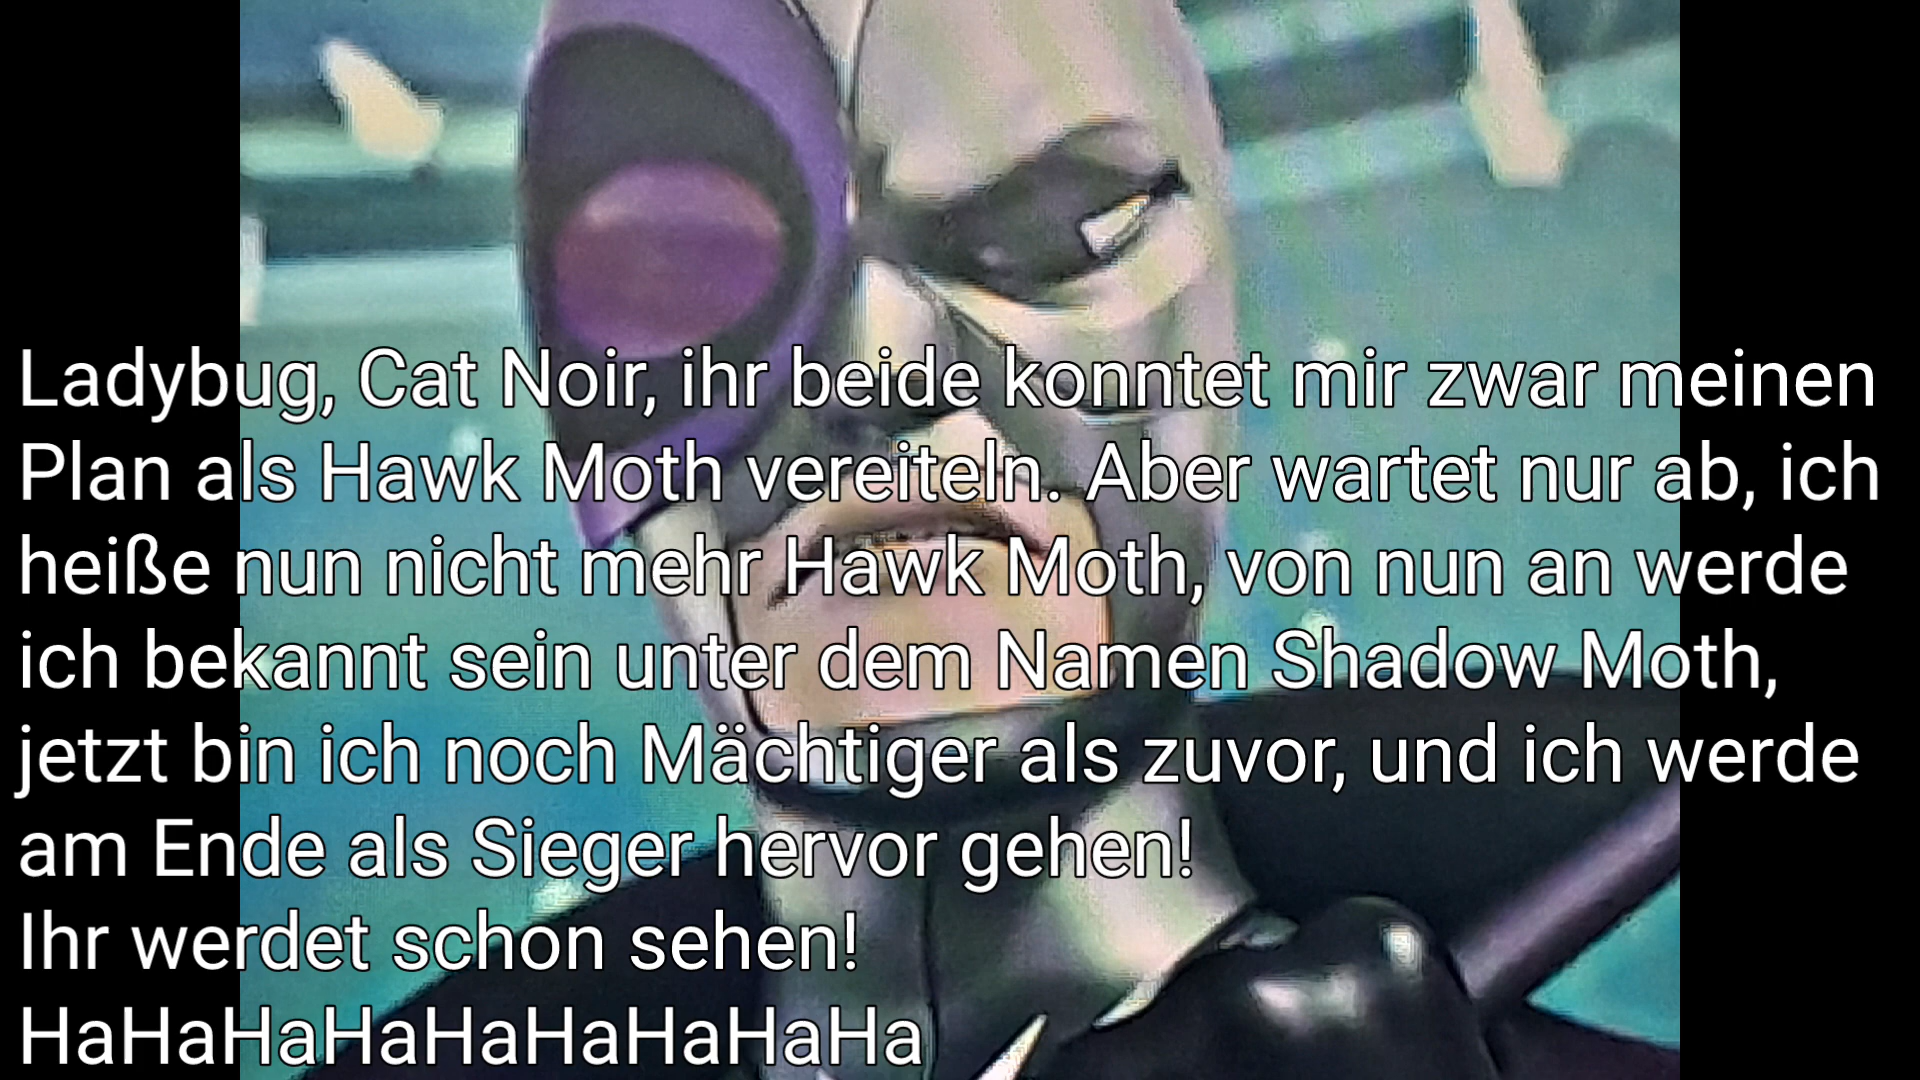 Ladybug, Cat Noir, ihr beide konntet mir zwar meinen
Plan als Hawk Moth vereiteln. Aber wartet nur ab, ich
heiße nun nicht mehr Hawk Moth, von nun an werde
ich bekannt sein unter dem Namen Shadow Moth,
jetzt bin ich noch Mächtiger als zuvor, und ich werde
am Ende als Sieger hervor gehen!
Ihr werdet schon sehen!
HaHaHaHaHaHaHaHaHa